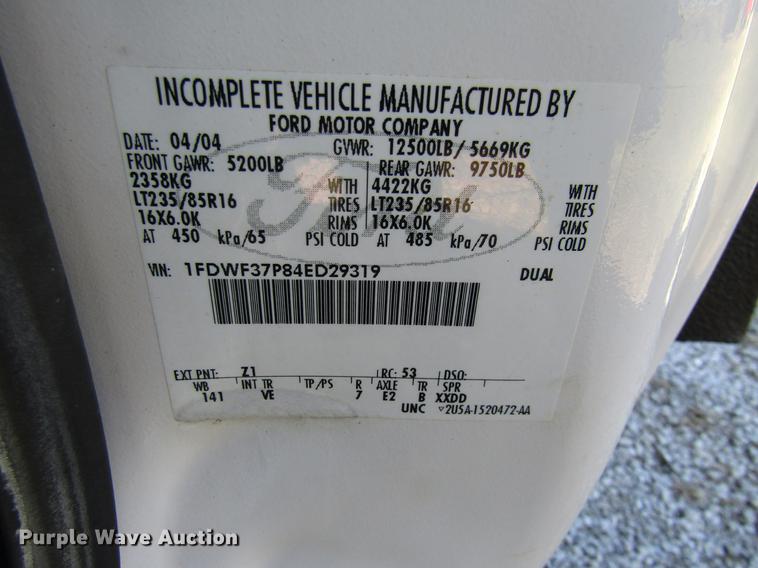 INCOMPLETE VEHICLE MANUFACTURED BY
FORD MOTOR COMPANY
DATE: 04/04 GVWR: 12500LB/ 5669KG
FRONT GAWR: 5200LB REAR GAWR: 9750LB
2358KG WITH 4422KG WITH
LT235/85R16 TIRES LT235/85R16 TIRES
16X6.0K RIMS 16X6.0K RIMS
AT 450 kPa/65 PSI COLD AT 485 kPa/70 PSI COLD
Ford
VIN: 1FDWF37P84ED29319 DUAL
EXT PNT: Z1 RC: 53 DSO:
WB INT TR TP/PS R AXLE TR SPR
141 VE 7 E2 B XXDD
UNC 2U5A-1520472-AA
Purple Wave Auction